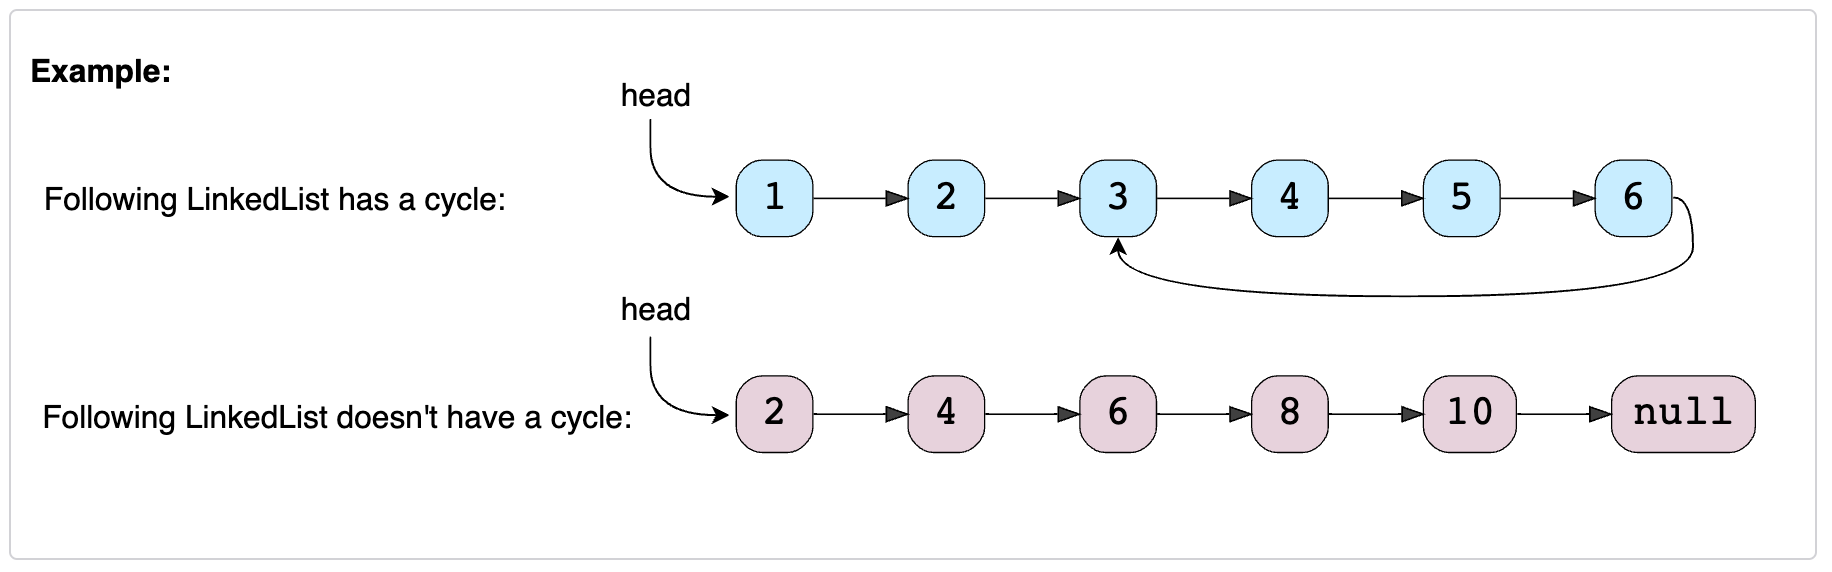 Example:
head
Following LinkedList has a cycle: 1 2 3 4 5 6
head
Following LinkedList doesn't have a cycle: 2 4 6 8 10 null